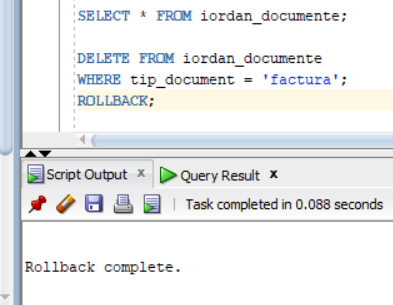 SELECT * FROM iordan_documente;
DELETE FROM iordan_documente
WHERE tip_document = 'factura';
ROLLBACK;
Script Output x Query Result x
Task completed in 0.088 seconds
Rollback complete.